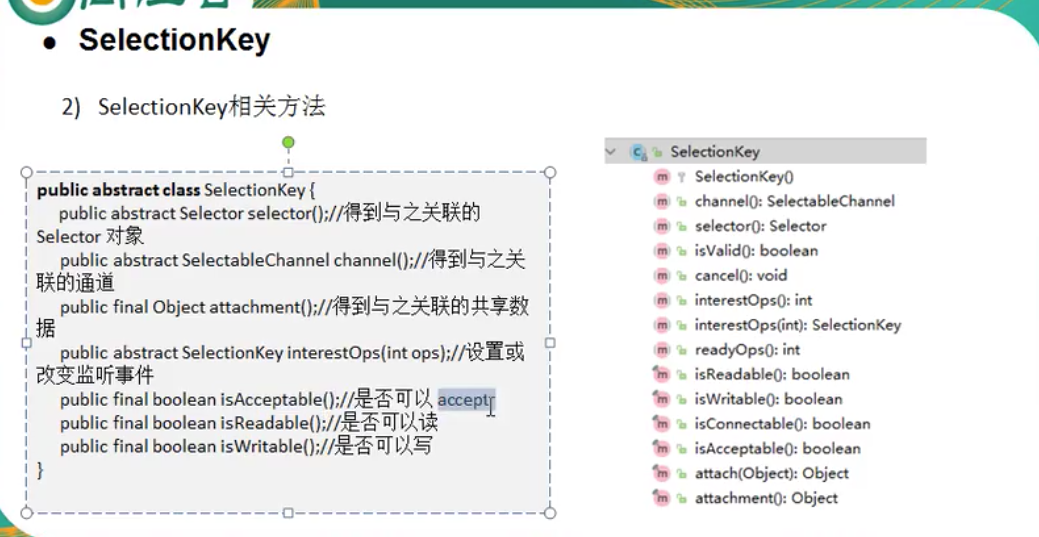 ● SelectionKey
2) SelectionKey相关方法
public abstract class SelectionKey {
public abstract Selector selector();//得到与之关联的
Selector 对象
public abstract SelectableChannel channel();//得到与之关
联的通道
public final Object attachment();//得到与之关联的共享数
据
public abstract SelectionKey interestOps(int ops);//设置或
改变监听事件
public final boolean isAcceptable();//是否可以 accept
public final boolean isReadable();//是否可以读
public final boolean isWritable();//是否可以写
}
SelectionKey
SelectionKey()
channel(): SelectableChannel
selector(): Selector
isValid(): boolean
cancel(): void
interestOps(): int
interestOps(int): SelectionKey
readyOps(): int
isReadable(): boolean
isWritable(): boolean
isConnectable(): boolean
isAcceptable(): boolean
attach(Object): Object
attachment(): Object